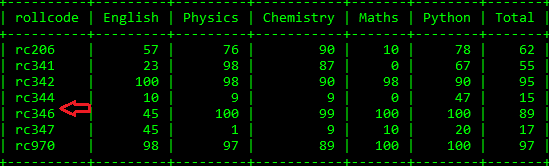 +----------+---------+---------+-----------+-------+--------+-------+
| rollcode | English | Physics | Chemistry | Maths | Python | Total |
+----------+---------+---------+-----------+-------+--------+-------+
| rc206 | 57 | 76 | 90 | 10 | 78 | 62 |
| rc341 | 23 | 98 | 87 | 0 | 67 | 55 |
| rc342 | 100 | 98 | 90 | 98 | 90 | 95 |
| rc344 | 10 | 9 | 9 | 0 | 47 | 15 |
| rc346 | 45 | 100 | 99 | 100 | 100 | 89 |
| rc347 | 45 | 1 | 9 | 10 | 20 | 17 |
| rc970 | 98 | 97 | 89 | 100 | 100 | 97 |
+----------+---------+---------+-----------+-------+--------+-------+